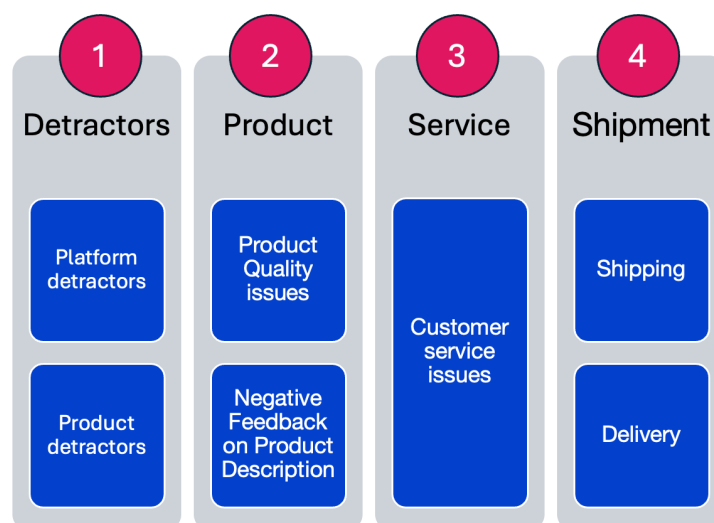 1
Detractors
Platform
detractors
Product
detractors
2
Product
Product
Quality
issues
Negative
Feedback
on Product
Description
3
Service
Customer
service
issues
4
Shipment
Shipping
Delivery